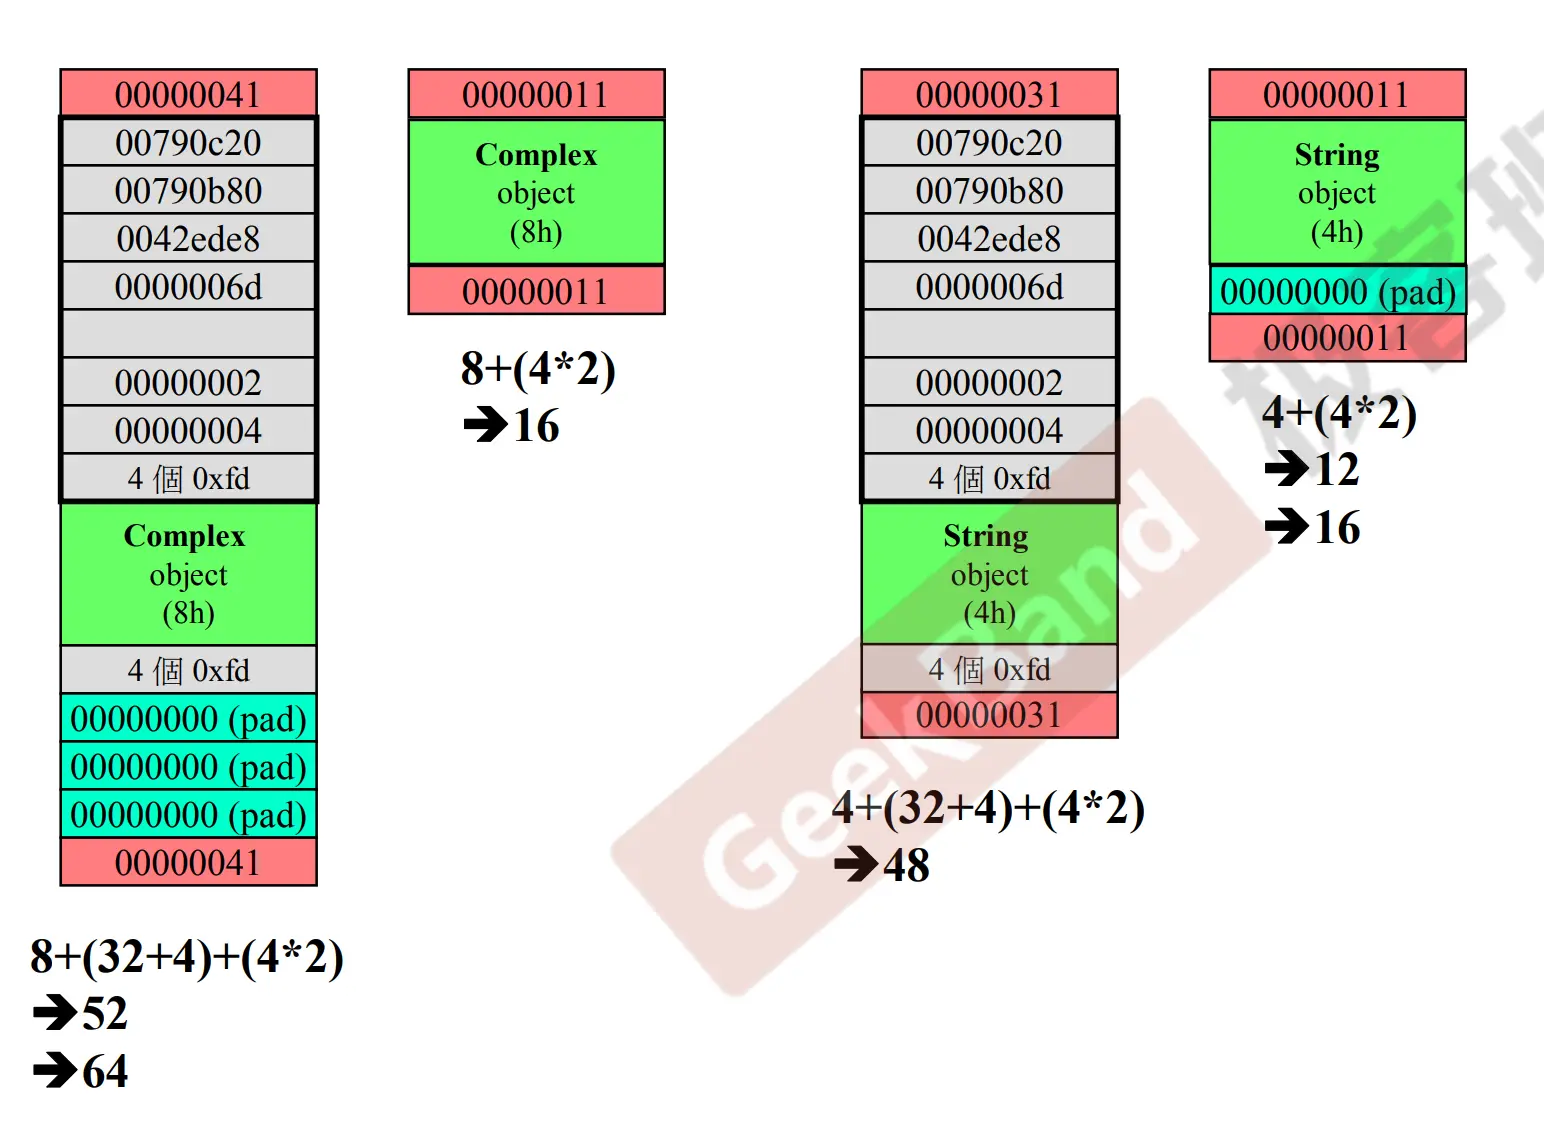 00000041
00790c20
00790b80
0042ede8
0000006d
00000002
00000004
4 個 0xfd
Complex
object
(8h)
4 個 0xfd
00000000 (pad)
00000000 (pad)
00000000 (pad)
00000041
8+(32+4)+(4*2)
➔52
➔64
00000011
Complex
object
(8h)
00000011
8+(4*2)
➔16
00000031
00790c20
00790b80
0042ede8
0000006d
00000002
00000004
4 個 0xfd
String
object
(4h)
4 個 0xfd
00000031
4+(32+4)+(4*2)
➔48
00000011
String
object
(4h)
00000000 (pad)
00000011
4+(4*2)
➔12
➔16
GeekBand
极客班